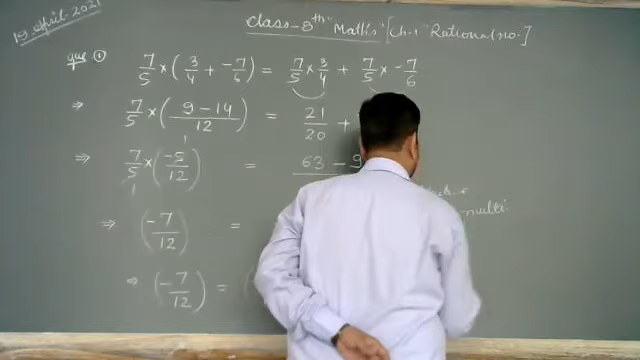 19 April 2021
class-8th "Maths" [Ch-1 Rational no.]
Que ①
7/5 × (3/4 + -7/6) = 7/5 × 3/4 + 7/5 × -7/6
⇒ 7/5 × (9 - 14/12) = 21/20 +
⇒ 7/5 × (-5/12) = 63 - 9
⇒ (-7/12) =
multi.
⇒ (-7/12) =